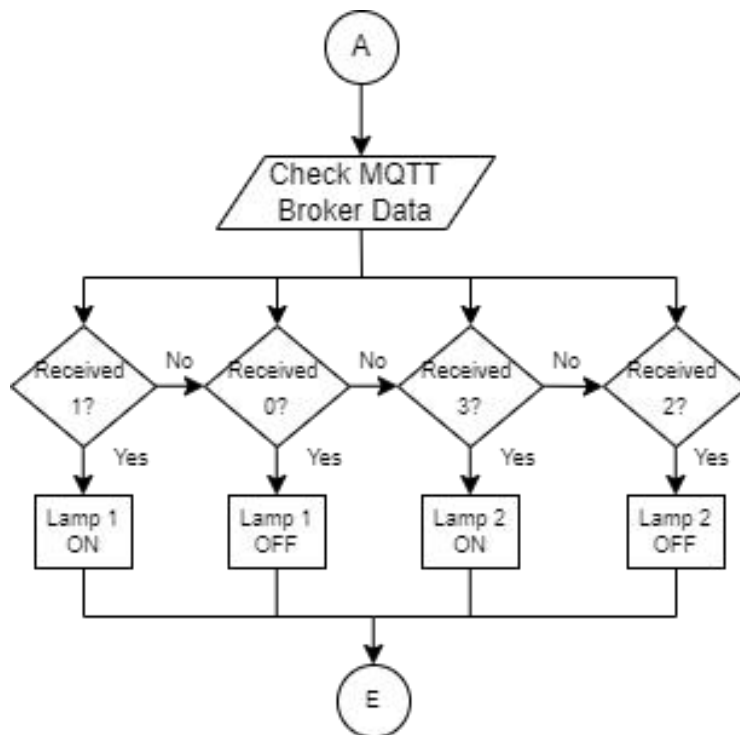 A
Check MQTT
Broker Data
Received
1?
No
Received
0?
No
Received
3?
No
Received
2?
Yes
Yes
Yes
Yes
Lamp 1
ON
Lamp 1
OFF
Lamp 2
ON
Lamp 2
OFF
E